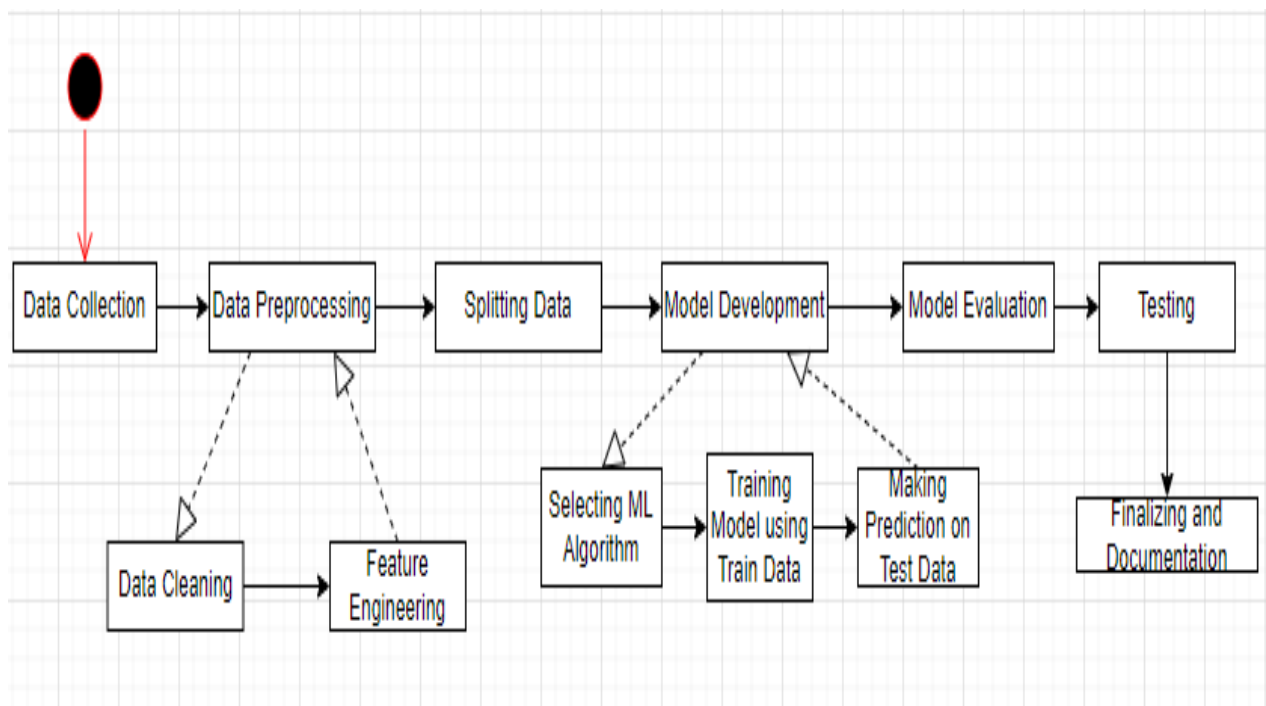 Data Collection
Data Preprocessing
Splitting Data
Model Development
Model Evaluation
Testing
Data Cleaning
Feature
Engineering
Selecting ML
Algorithm
Training
Model using
Train Data
Making
Prediction on
Test Data
Finalizing and
Documentation